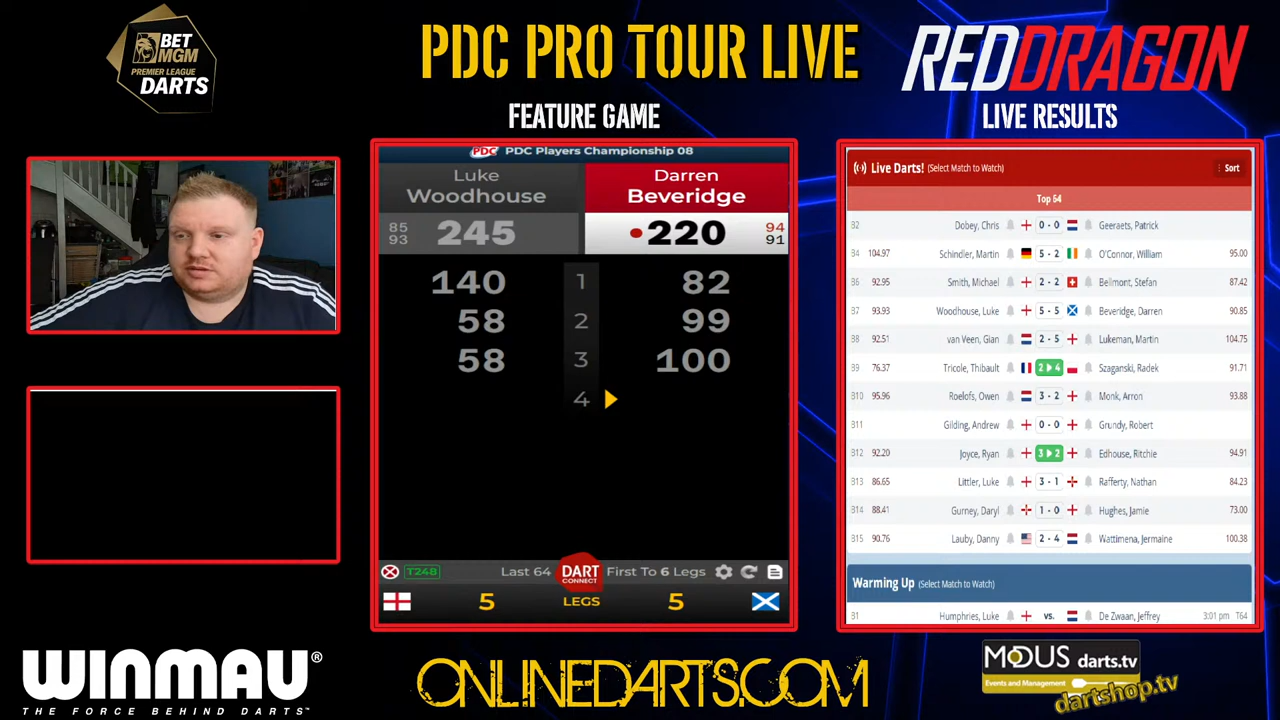 BET
MGM
PREMIER LEAGUE
DARTS
PDC PRO TOUR LIVE
REDDRAGON
FEATURE GAME
LIVE RESULTS
PDC PDC Players Championship 08
Luke
Woodhouse
Darren
Beveridge
85
93
245
220
94
91
140 1 82
58 2 99
58 3 100
4
T248 Last 64 DART CONNECT First To 6 Legs
5 LEGS 5
Live Darts! (Select Match to Watch) Sort
Top 64
B2 Dobey, Chris 0 - 0 Geeraets, Patrick
B4 104.97 Schindler, Martin 5 - 2 O'Connor, William 95.00
B6 92.95 Smith, Michael 2 - 2 Bellmont, Stefan 87.42
B7 93.93 Woodhouse, Luke 5 - 5 Beveridge, Darren 90.85
B8 92.51 van Veen, Gian 2 - 5 Lukeman, Martin 104.75
B9 76.37 Tricole, Thibault 2 4 Szaganski, Radek 91.71
B10 95.96 Roelofs, Owen 3 - 2 Monk, Arron 93.88
B11 Gilding, Andrew 0 - 0 Grundy, Robert
B12 92.20 Joyce, Ryan 3 2 Edhouse, Ritchie 94.91
B13 86.65 Littler, Luke 3 - 1 Rafferty, Nathan 84.23
B14 88.41 Gurney, Daryl 1 - 0 Hughes, Jamie 73.00
B15 90.76 Lauby, Danny 2 - 4 Wattimena, Jermaine 100.38
Warming Up (Select Match to Watch)
B1 Humphries, Luke vs. De Zwaan, Jeffrey 3:01 pm T64
WINMAU®
THE FORCE BEHIND DARTS™
ONLINEDARTS.COM
MODUS darts.tv
Events and Management
dartshop.tv